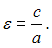 ε = c/a.